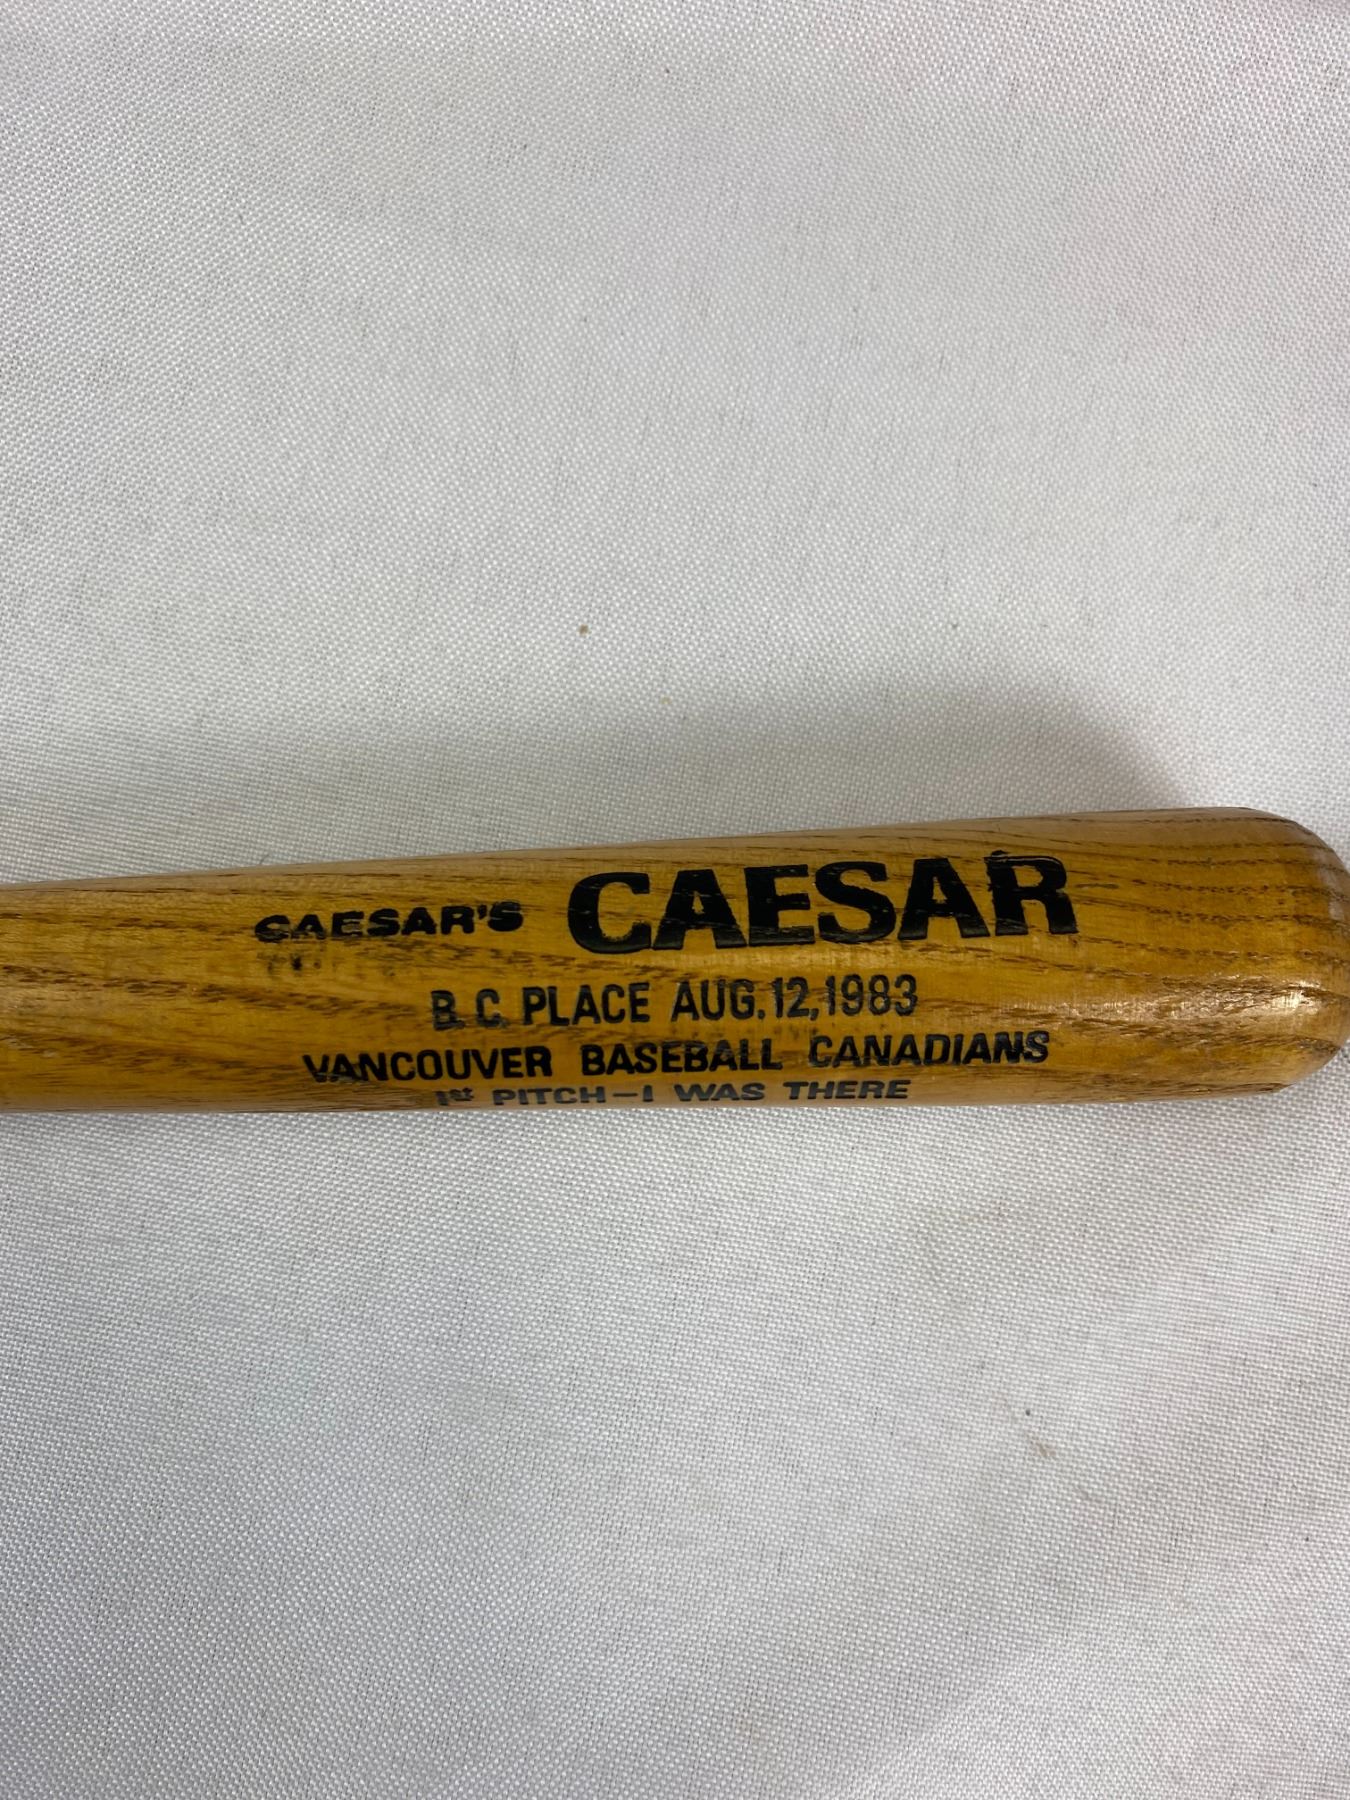 CAESAR'S CAESAR
B.C. PLACE AUG. 12, 1983
VANCOUVER BASEBALL CANADIANS
1st PITCH-I WAS THERE